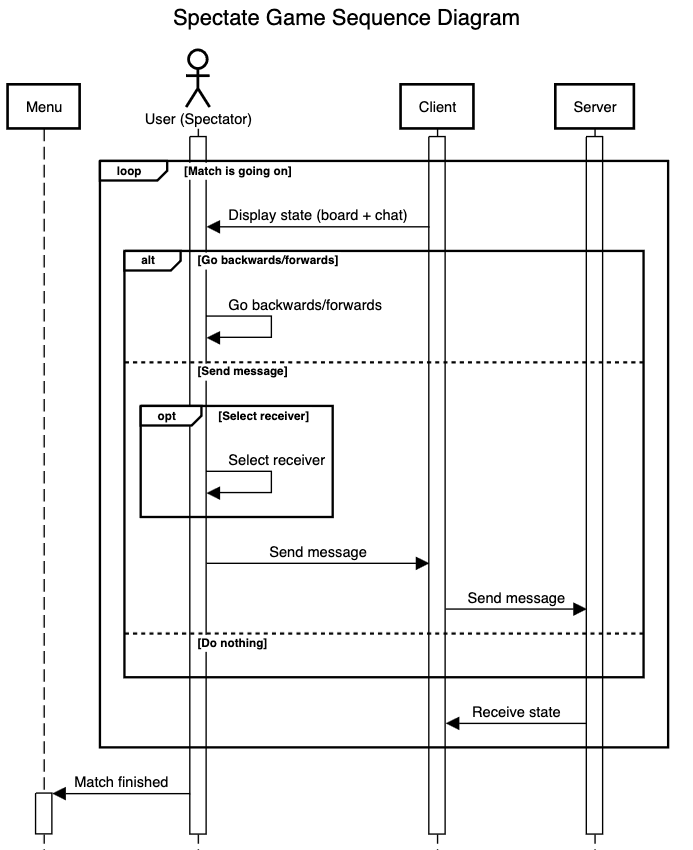 Spectate Game Sequence Diagram
Menu
User (Spectator)
Client
Server
loop
[Match is going on]
Display state (board + chat)
alt
[Go backwards/forwards]
Go backwards/forwards
[Send message]
opt
[Select receiver]
Select receiver
Send message
Send message
[Do nothing]
Receive state
Match finished